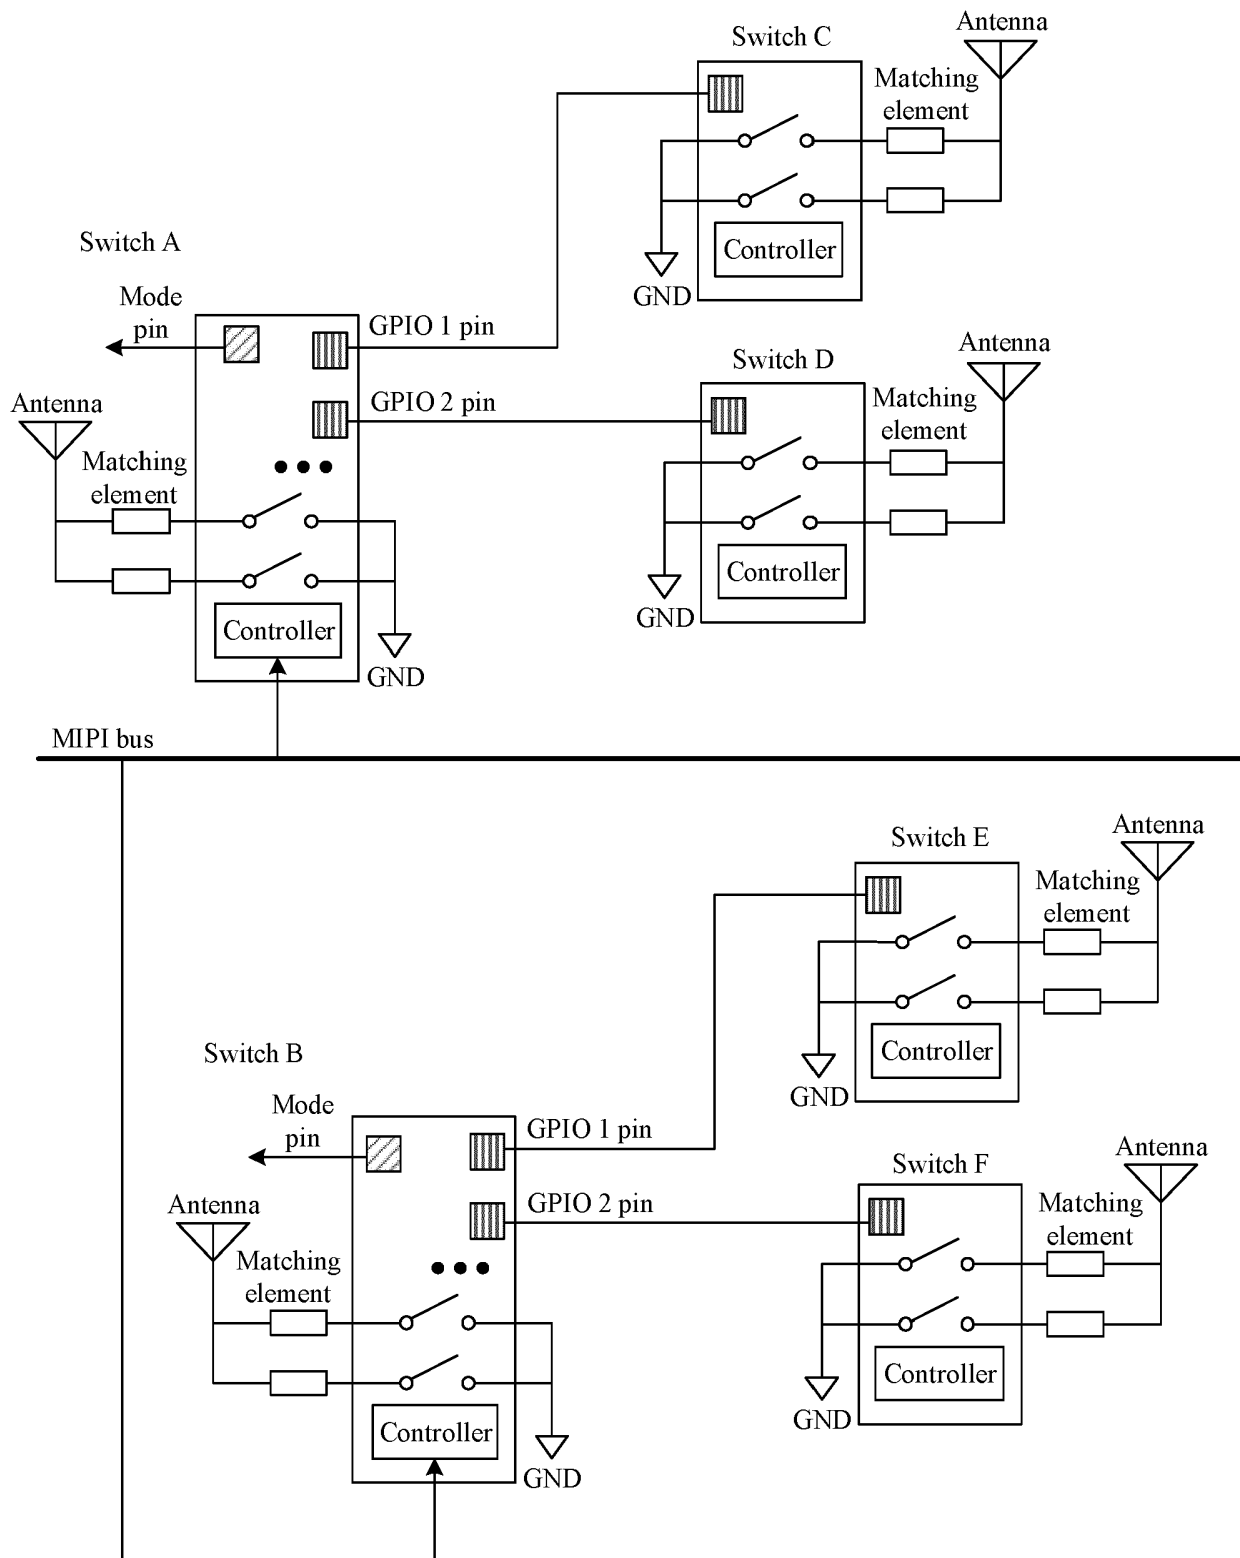 Switch C
Antenna
Matching
element
Controller
GND
Switch A
Mode
pin
GPIO 1 pin
Switch D
Antenna
GPIO 2 pin
Matching
element
Antenna
Matching
element
Controller
GND
Controller
GND
MIPI bus
Switch E
Antenna
Matching
element
Controller
GND
Switch B
Mode
pin
GPIO 1 pin
Switch F
Antenna
GPIO 2 pin
Matching
element
Antenna
Matching
element
Controller
GND
Controller
GND